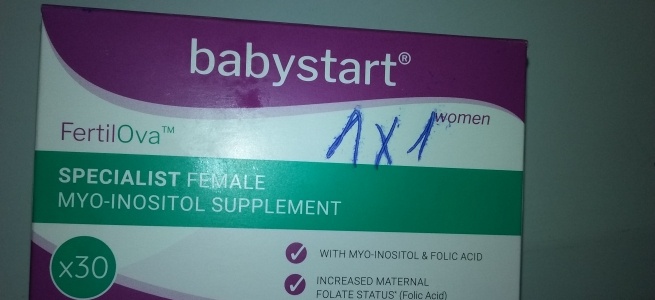 babystart®
FertilOva™
women
1x1
SPECIALIST FEMALE
MYO-INOSITOL SUPPLEMENT
x30
WITH MYO-INOSITOL & FOLIC ACID
INCREASED MATERNAL
FOLATE STATUS' (Folic Acid)